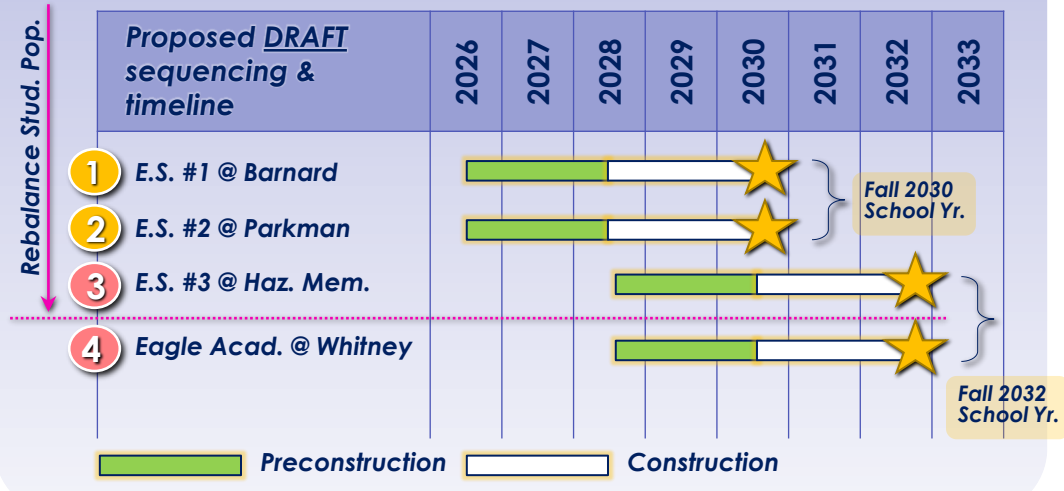 Rebalance Stud. Pop.
Proposed DRAFT
sequencing &
timeline
2026
2027
2028
2029
2030
2031
2032
2033
1
E.S. #1 @ Barnard
2
E.S. #2 @ Parkman
Fall 2030
School Yr.
3
E.S. #3 @ Haz. Mem.
4
Eagle Acad. @ Whitney
Fall 2032
School Yr.
Preconstruction
Construction